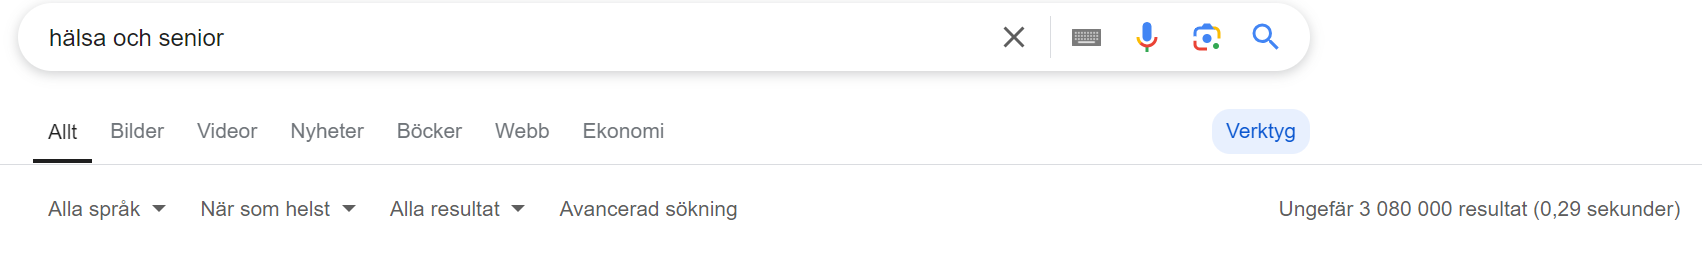 hälsa och senior
Allt Bilder Videor Nyheter Böcker Webb Ekonomi Verktyg
Alla språk När som helst Alla resultat Avancerad sökning Ungefär 3 080 000 resultat (0,29 sekunder)